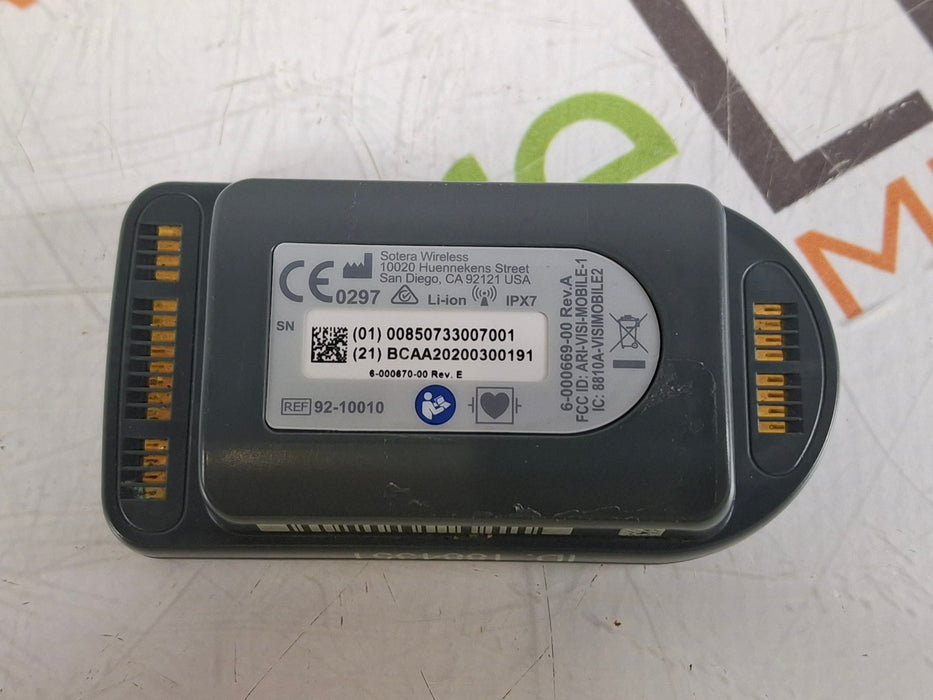 re
M
Sotera Wireless
10020 Huennekens Street
San Diego, CA 92121 USA
CE 0297
Li-ion
IPX7
SN
(01) 00850733007001
(21) BCAA20200300191
6-000670-00 Rev. E
REF 92-10010
6-000669-00 Rev.A
FCC ID: ARI-VISI-MOBILE-1
IC: 8810A-VISIMOBILE2